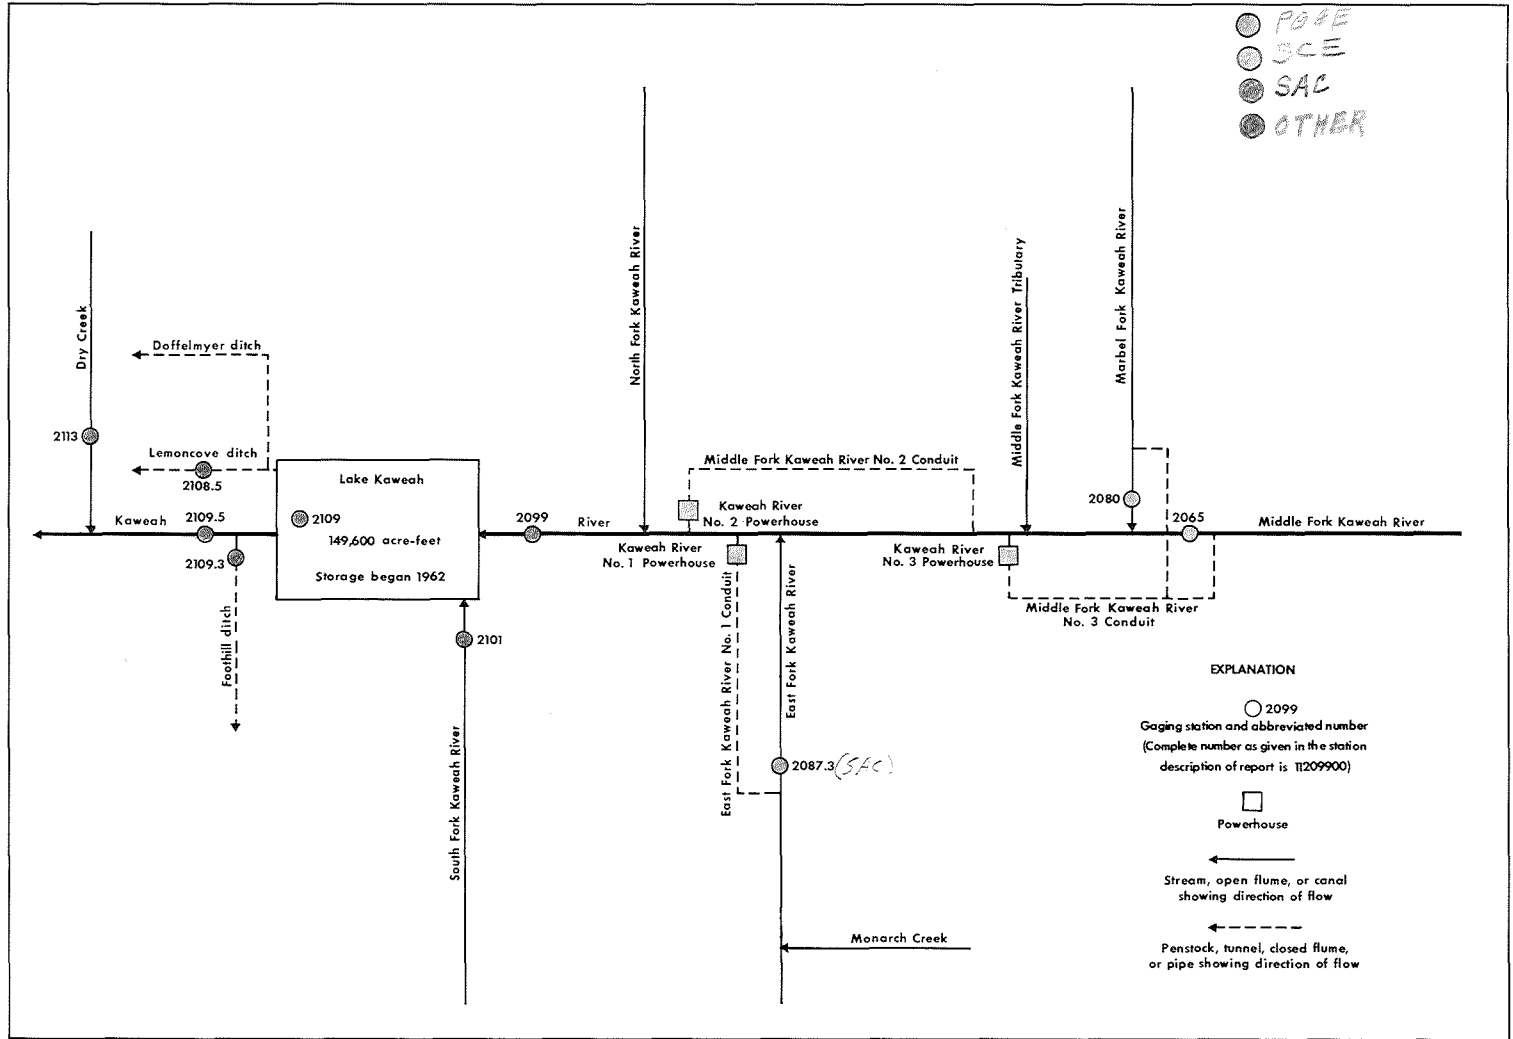 PG&E
SCE
SAC
OTHER
North Fork Kaweah River
Marbel Fork Kaweah River
Middle Fork Kaweah River Tributary
Dry Creek
Doffelmyer ditch
2113
Lemoncove ditch
2108.5
Lake Kaweah
Middle Fork Kaweah River No. 2 Conduit
2080
Kaweah River
No. 2 Powerhouse
Kaweah
2109.5
2109
2099
River
2065
Middle Fork Kaweah River
149,600 acre-feet
Storage began 1962
2109.3
Kaweah River
No. 1 Powerhouse
Kaweah River
No. 3 Powerhouse
Middle Fork Kaweah River
No. 3 Conduit
Foothill ditch
2101
East Fork Kaweah River No. 1 Conduit
East Fork Kaweah River
South Fork Kaweah River
2087.3 (SAC)
Monarch Creek
EXPLANATION
2099
Gaging station and abbreviated number
(Complete number as given in the station
description of report is 11209900)
Powerhouse
Stream, open flume, or canal
showing direction of flow
Penstock, tunnel, closed flume,
or pipe showing direction of flow